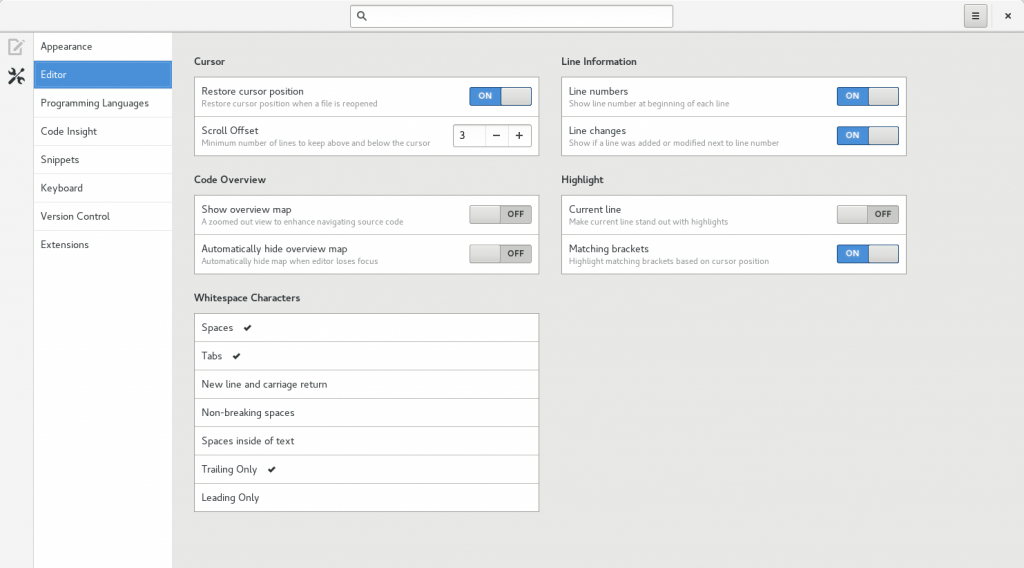 Appearance
Editor
Programming Languages
Code Insight
Snippets
Keyboard
Version Control
Extensions
Cursor
Restore cursor position
Restore cursor position when a file is reopened
ON
Scroll Offset
Minimum number of lines to keep above and below the cursor
3 − +
Code Overview
Show overview map
A zoomed out view to enhance navigating source code
OFF
Automatically hide overview map
Automatically hide map when editor loses focus
OFF
Whitespace Characters
Spaces ✔
Tabs ✔
New line and carriage return
Non-breaking spaces
Spaces inside of text
Trailing Only ✔
Leading Only
Line Information
Line numbers
Show line number at beginning of each line
ON
Line changes
Show if a line was added or modified next to line number
ON
Highlight
Current line
Make current line stand out with highlights
OFF
Matching brackets
Highlight matching brackets based on cursor position
ON